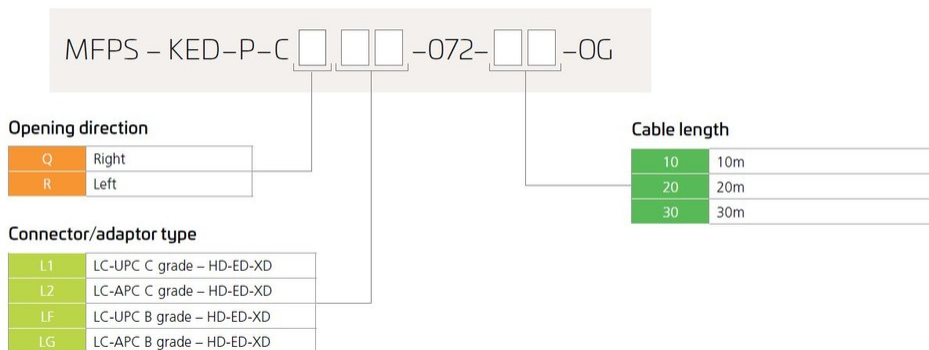 MFPS – KED–P–C –072– –0G
Opening direction
Q Right
R Left
Cable length
10 10m
20 20m
30 30m
Connector/adaptor type
L1 LC-UPC C grade – HD-ED-XD
L2 LC-APC C grade – HD-ED-XD
LF LC-UPC B grade – HD-ED-XD
LG LC-APC B grade – HD-ED-XD